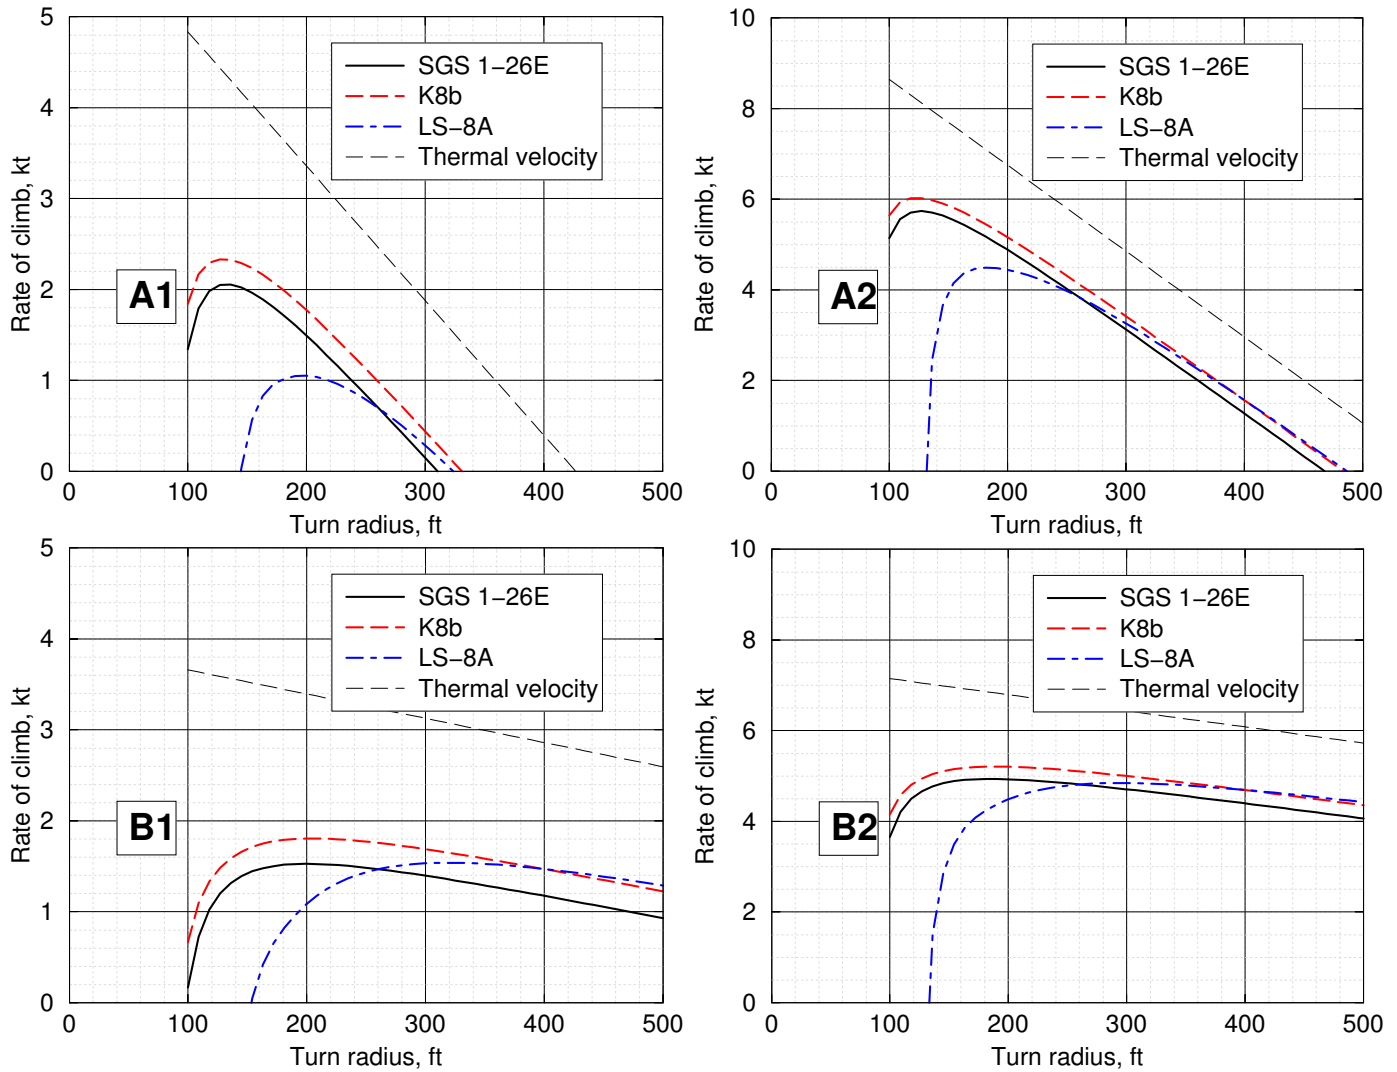 5
4
3
2
1
0
Rate of climb, kt
A1
SGS 1−26E
K8b
LS−8A
Thermal velocity
0 100 200 300 400 500
Turn radius, ft
10
8
6
4
2
0
Rate of climb, kt
A2
SGS 1−26E
K8b
LS−8A
Thermal velocity
0 100 200 300 400 500
Turn radius, ft
5
4
3
2
1
0
Rate of climb, kt
B1
SGS 1−26E
K8b
LS−8A
Thermal velocity
0 100 200 300 400 500
Turn radius, ft
10
8
6
4
2
0
Rate of climb, kt
B2
SGS 1−26E
K8b
LS−8A
Thermal velocity
0 100 200 300 400 500
Turn radius, ft